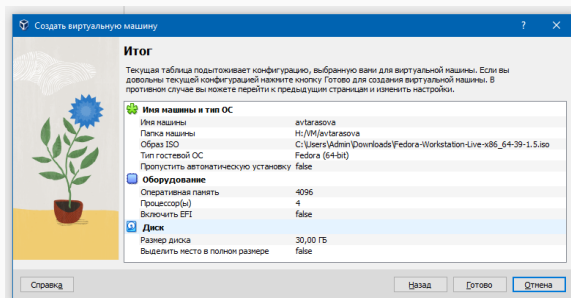 Создать виртуальную машину
Итог
Текущая таблица подытоживает конфигурацию, выбранную вами для виртуальной машины. Если вы
довольны текущей конфигурацией нажмите кнопку Готово для создания виртуальной машины. В
противном случае вы можете перейти к предыдущим страницам и изменить настройки.
Имя машины и тип ОС
Имя машины avtarasova
Папка машины H:/VM/avtarasova
Образ ISO C:\Users\Admin\Downloads\Fedora-Workstation-Live-x86_64-39-1.5.iso
Тип гостевой ОС Fedora (64-bit)
Пропустить автоматическую установку false
Оборудование
Оперативная память 4096
Процессор(ы) 4
Включить EFI false
Диск
Размер диска 30,00 ГБ
Выделить место в полном размере false
Справка Назад Готово Отмена